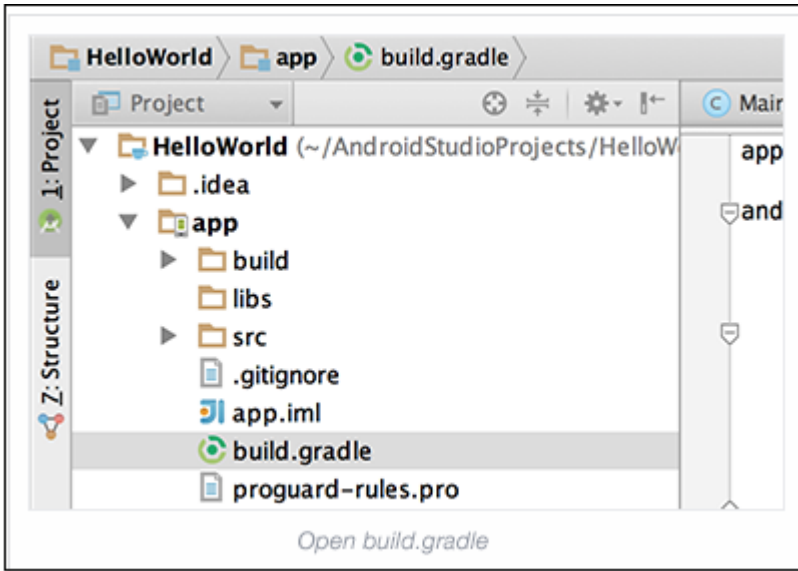 HelloWorld app build.gradle
1: Project
Z: Structure
Project
HelloWorld (~/AndroidStudioProjects/HelloW
.idea
app
build
libs
src
.gitignore
app.iml
build.gradle
proguard-rules.pro
C Mair
app
and
Open build.gradle